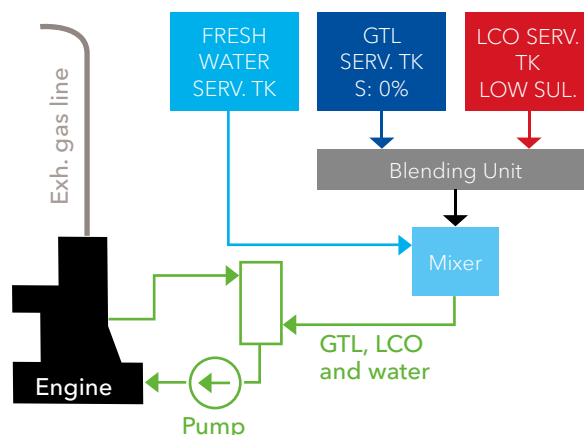 FRESH
WATER
SERV. TK
GTL
SERV. TK
S: 0%
LCO SERV.
TK
LOW SUL.
Exh. gas line
Blending Unit
Mixer
GTL, LCO
and water
Engine
Pump